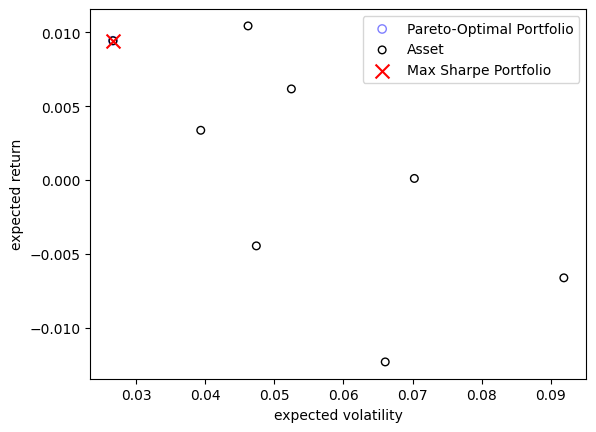 0.010
0.005
0.000
−0.005
−0.010
expected return
Pareto-Optimal Portfolio
Asset
Max Sharpe Portfolio
0.03 0.04 0.05 0.06 0.07 0.08 0.09
expected volatility